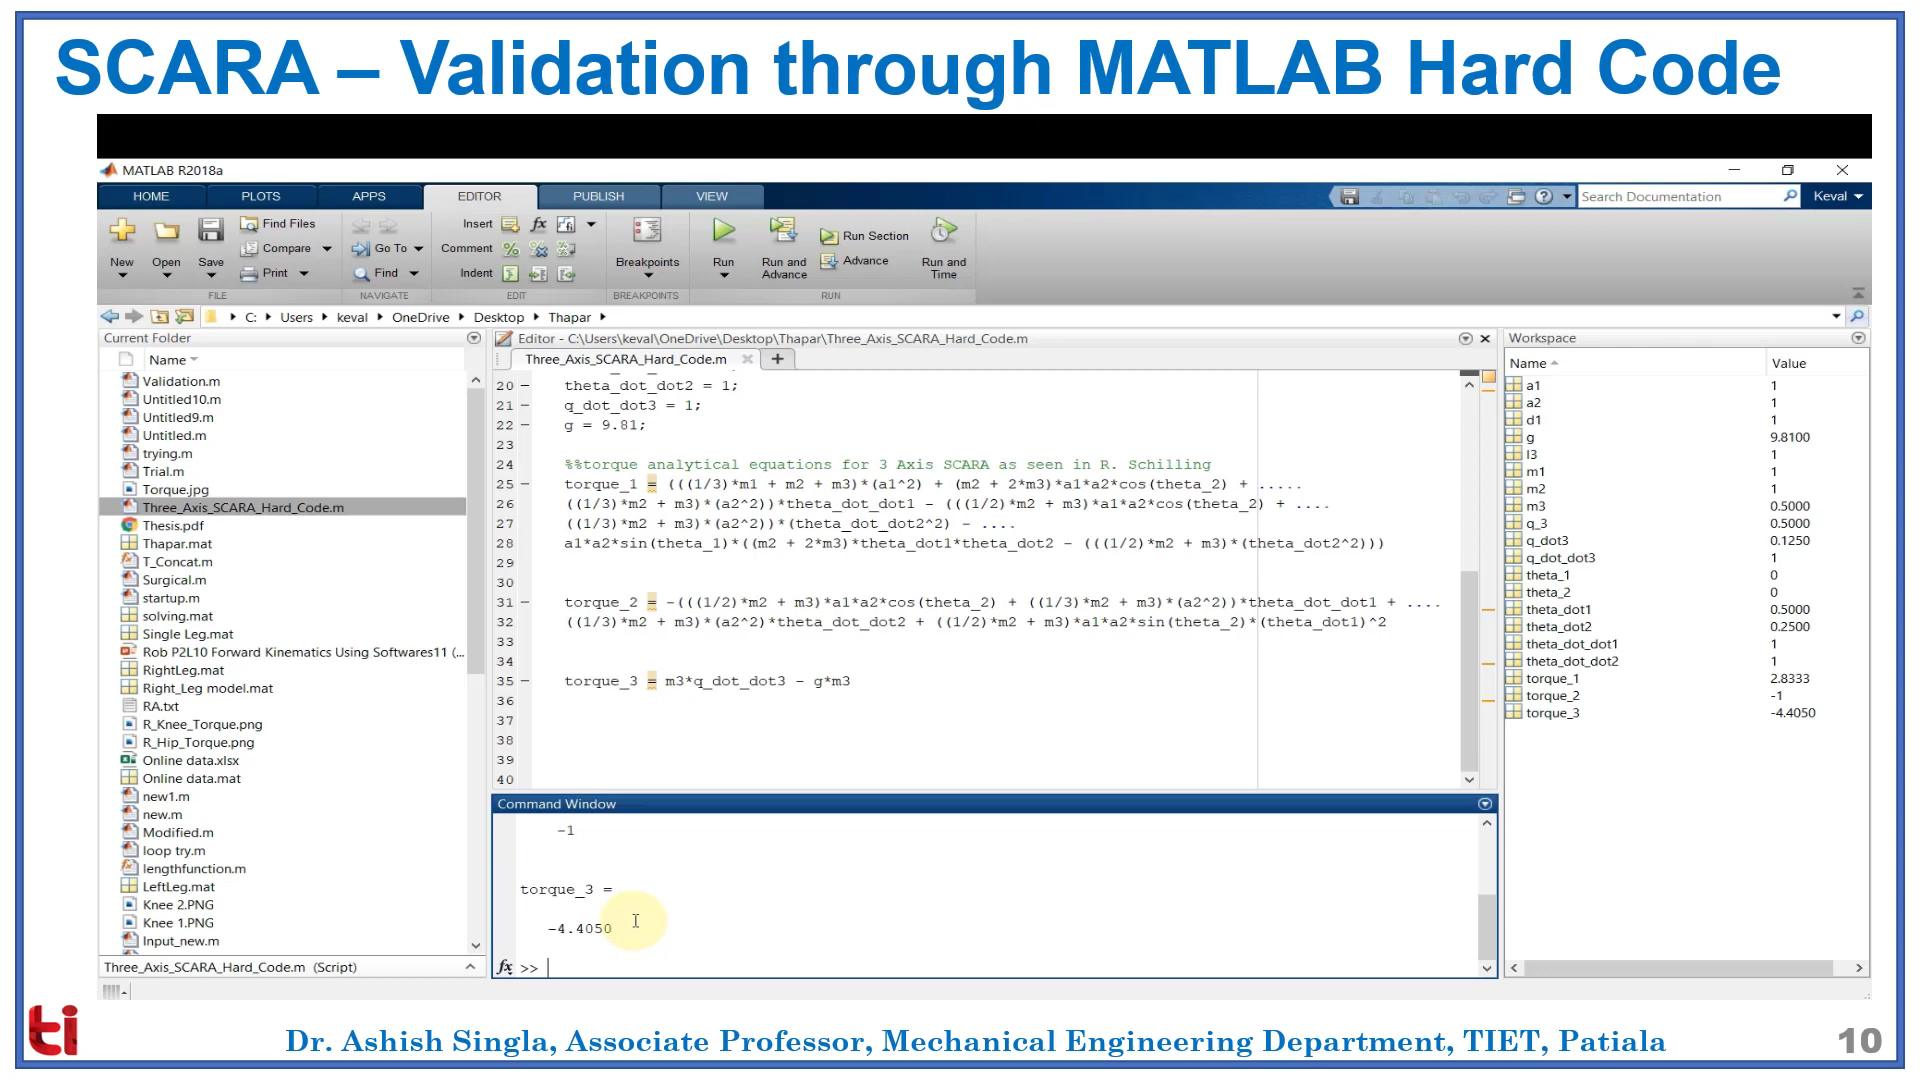 SCARA – Validation through MATLAB Hard Code
MATLAB R2018a
HOME PLOTS APPS EDITOR PUBLISH VIEW
Search Documentation
Keval
New Open Save
Find Files
Compare
Print
FILE
Go To
Find
NAVIGATE
Insert fx
Comment
Indent
EDIT
Breakpoints
BREAKPOINTS
Run
Run and Advance
Run Section
Advance
Run and Time
RUN
C: Users keval OneDrive Desktop Thapar
Current Folder
Name
Validation.m
Untitled10.m
Untitled9.m
Untitled.m
trying.m
Trial.m
Torque.jpg
Three_Axis_SCARA_Hard_Code.m
Thesis.pdf
Thapar.mat
T_Concat.m
Surgical.m
startup.m
solving.mat
Single Leg.mat
Rob P2L10 Forward Kinematics Using Softwares11 (...
RightLeg.mat
Right_Leg model.mat
RA.txt
R_Knee_Torque.png
R_Hip_Torque.png
Online data.xlsx
Online data.mat
new1.m
new.m
Modified.m
loop try.m
lengthfunction.m
LeftLeg.mat
Knee 2.PNG
Knee 1.PNG
Input_new.m
Three_Axis_SCARA_Hard_Code.m (Script)
Editor - C:\Users\keval\OneDrive\Desktop\Thapar\Three_Axis_SCARA_Hard_Code.m
Three_Axis_SCARA_Hard_Code.m
20 – theta_dot_dot2 = 1;
21 – q_dot_dot3 = 1;
22 – g = 9.81;
23
24 %%torque analytical equations for 3 Axis SCARA as seen in R. Schilling
25 – torque_1 = (((1/3)*m1 + m2 + m3)*(a1^2) + (m2 + 2*m3)*a1*a2*cos(theta_2) + .....
26 ((1/3)*m2 + m3)*(a2^2))*theta_dot_dot1 - (((1/2)*m2 + m3)*a1*a2*cos(theta_2) + ....
27 ((1/3)*m2 + m3)*(a2^2))*(theta_dot_dot2^2) - ....
28 a1*a2*sin(theta_1)*((m2 + 2*m3)*theta_dot1*theta_dot2 - (((1/2)*m2 + m3)*(theta_dot2^2)))
29
30
31 – torque_2 = -(((1/2)*m2 + m3)*a1*a2*cos(theta_2) + ((1/3)*m2 + m3)*(a2^2))*theta_dot_dot1 + ....
32 ((1/3)*m2 + m3)*(a2^2)*theta_dot_dot2 + ((1/2)*m2 + m3)*a1*a2*sin(theta_2)*(theta_dot1)^2
33
34
35 – torque_3 = m3*q_dot_dot3 - g*m3
36
37
38
39
40
Command Window
-1
torque_3 =
-4.4050
fx >>
Workspace
Name Value
a1 1
a2 1
d1 1
g 9.8100
l3 1
m1 1
m2 1
m3 0.5000
q_3 0.5000
q_dot3 0.1250
q_dot_dot3 1
theta_1 0
theta_2 0
theta_dot1 0.5000
theta_dot2 0.2500
theta_dot_dot1 1
theta_dot_dot2 1
torque_1 2.8333
torque_2 -1
torque_3 -4.4050
ti
Dr. Ashish Singla, Associate Professor, Mechanical Engineering Department, TIET, Patiala
10